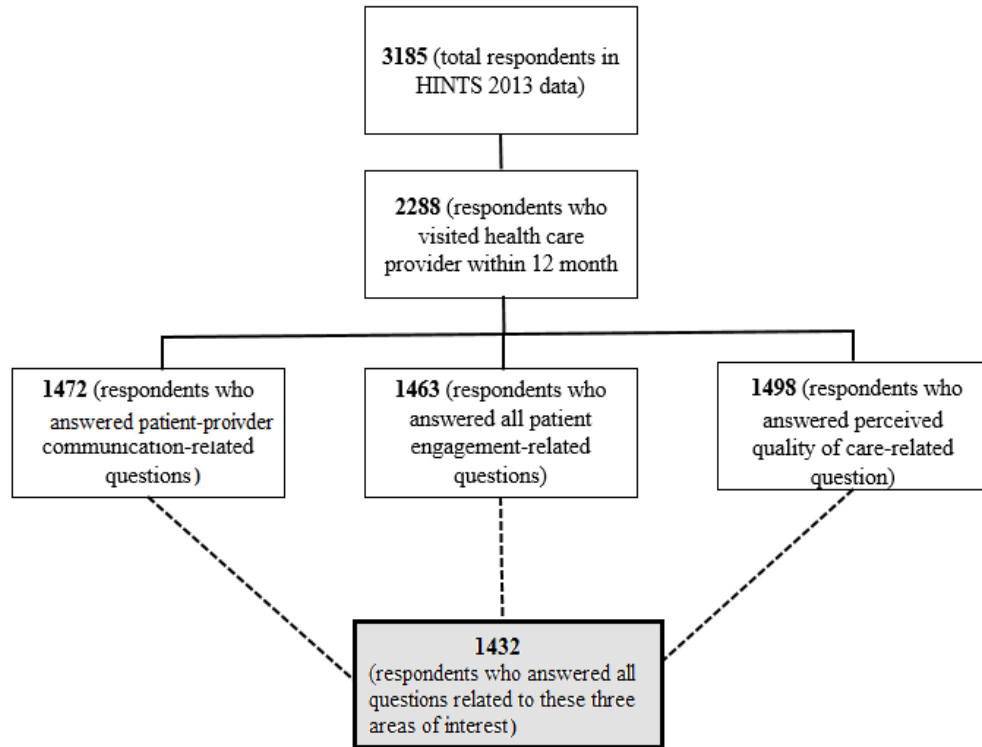 3185 (total respondents in
HINTS 2013 data)
2288 (respondents who
visited health care
provider within 12 month
1472 (respondents who
answered patient-proivder
communication-related
questions)
1463 (respondents who
answered all patient
engagement-related
questions)
1498 (respondents who
answered perceived
quality of care-related
question)
1432
(respondents who answered all
questions related to these three
areas of interest)